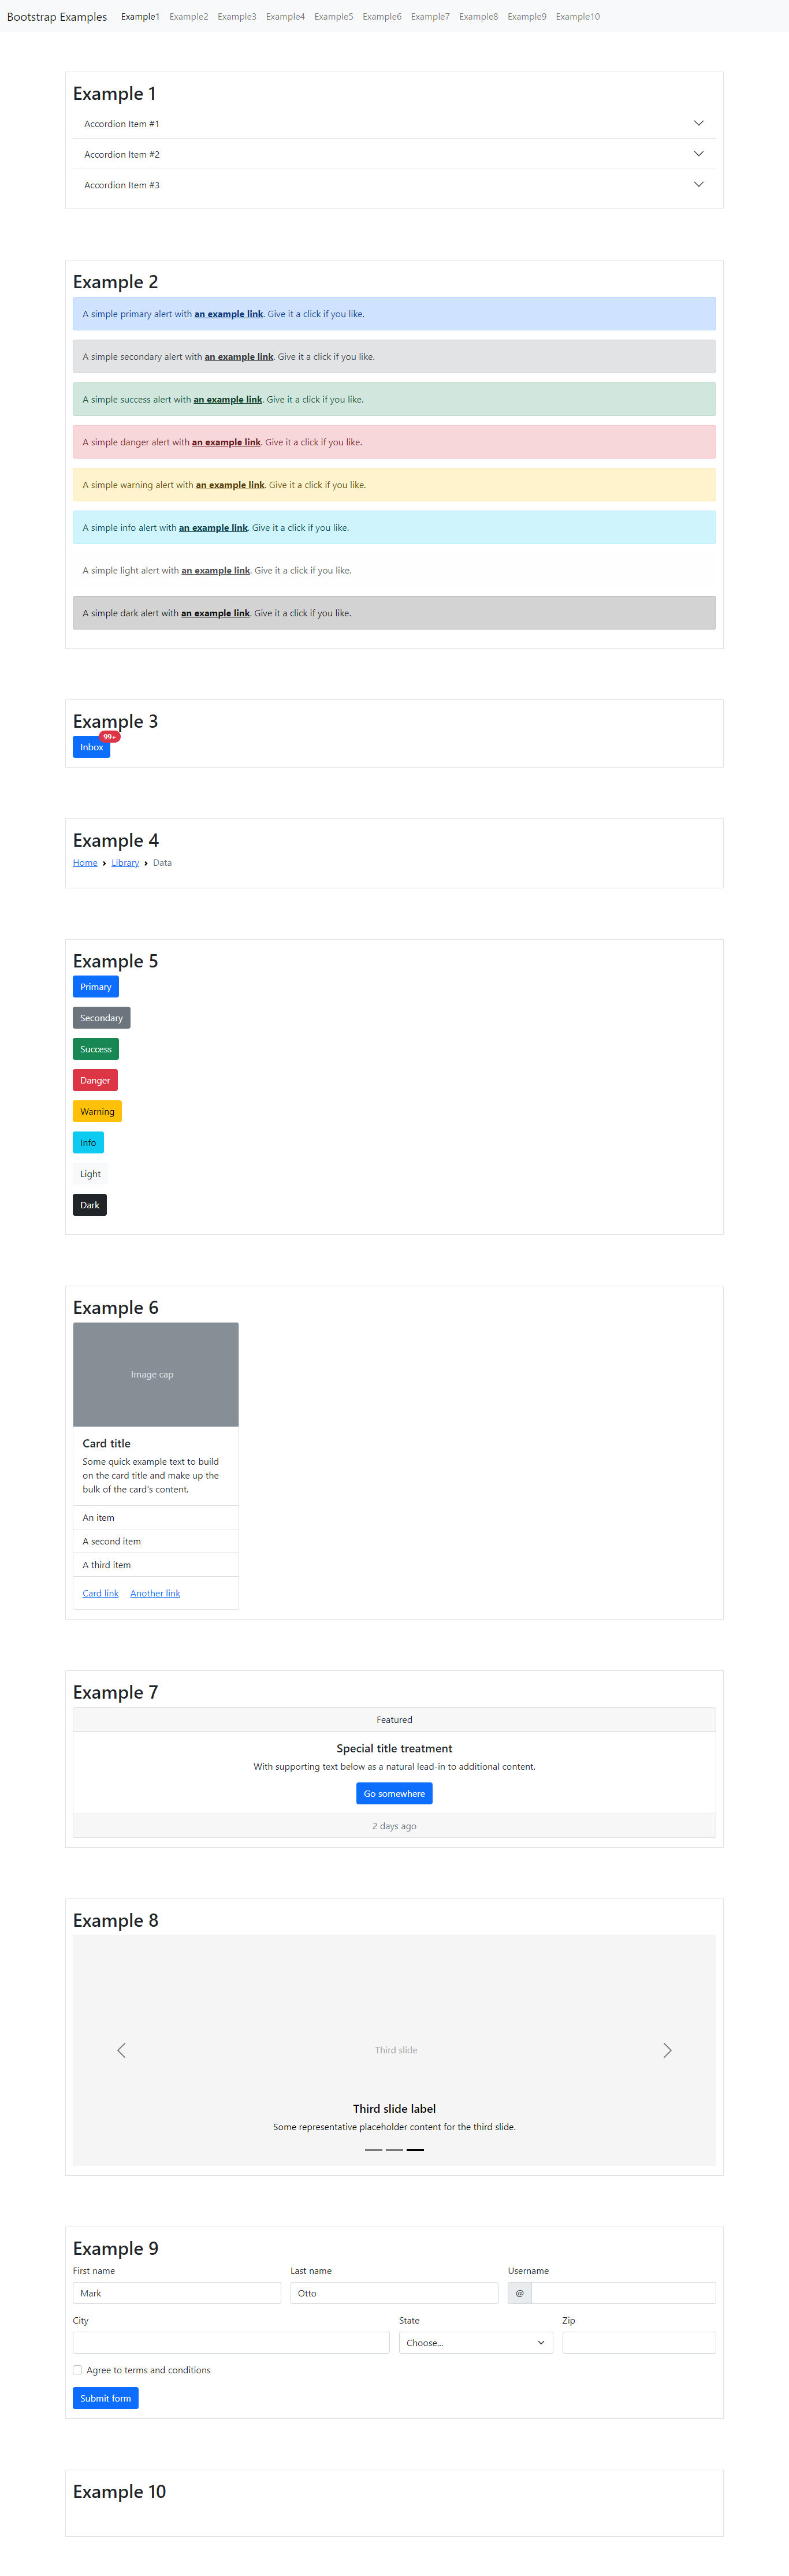 Bootstrap Examples Example1 Example2 Example3 Example4 Example5 Example6 Example7 Example8 Example9 Example10
Example 1
Accordion Item #1
Accordion Item #2
Accordion Item #3
Example 2
A simple primary alert with an example link. Give it a click if you like.
A simple secondary alert with an example link. Give it a click if you like.
A simple success alert with an example link. Give it a click if you like.
A simple danger alert with an example link. Give it a click if you like.
A simple warning alert with an example link. Give it a click if you like.
A simple info alert with an example link. Give it a click if you like.
A simple light alert with an example link. Give it a click if you like.
A simple dark alert with an example link. Give it a click if you like.
Example 3
Inbox 99+
Example 4
Home › Library › Data
Example 5
Primary
Secondary
Success
Danger
Warning
Info
Light
Dark
Example 6
Image cap
Card title
Some quick example text to build
on the card title and make up the
bulk of the card's content.
An item
A second item
A third item
Card link Another link
Example 7
Featured
Special title treatment
With supporting text below as a natural lead-in to additional content.
Go somewhere
2 days ago
Example 8
Third slide
Third slide label
Some representative placeholder content for the third slide.
Example 9
First name Last name Username
Mark Otto @
City State Zip
Choose...
Agree to terms and conditions
Submit form
Example 10